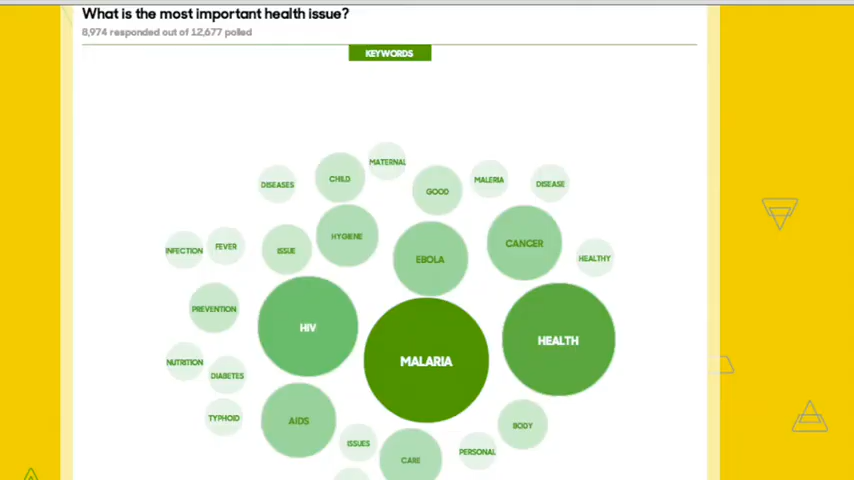 What is the most important health issue?
8,974 responded out of 12,677 polled
KEYWORDS
MATERNAL
DISEASES
CHILD
GOOD
MALERIA
DISEASE
INFECTION
FEVER
ISSUE
HYGIENE
EBOLA
CANCER
HEALTHY
PREVENTION
HIV
MALARIA
HEALTH
NUTRITION
DIABETES
TYPHOID
AIDS
ISSUES
CARE
PERSONAL
BODY